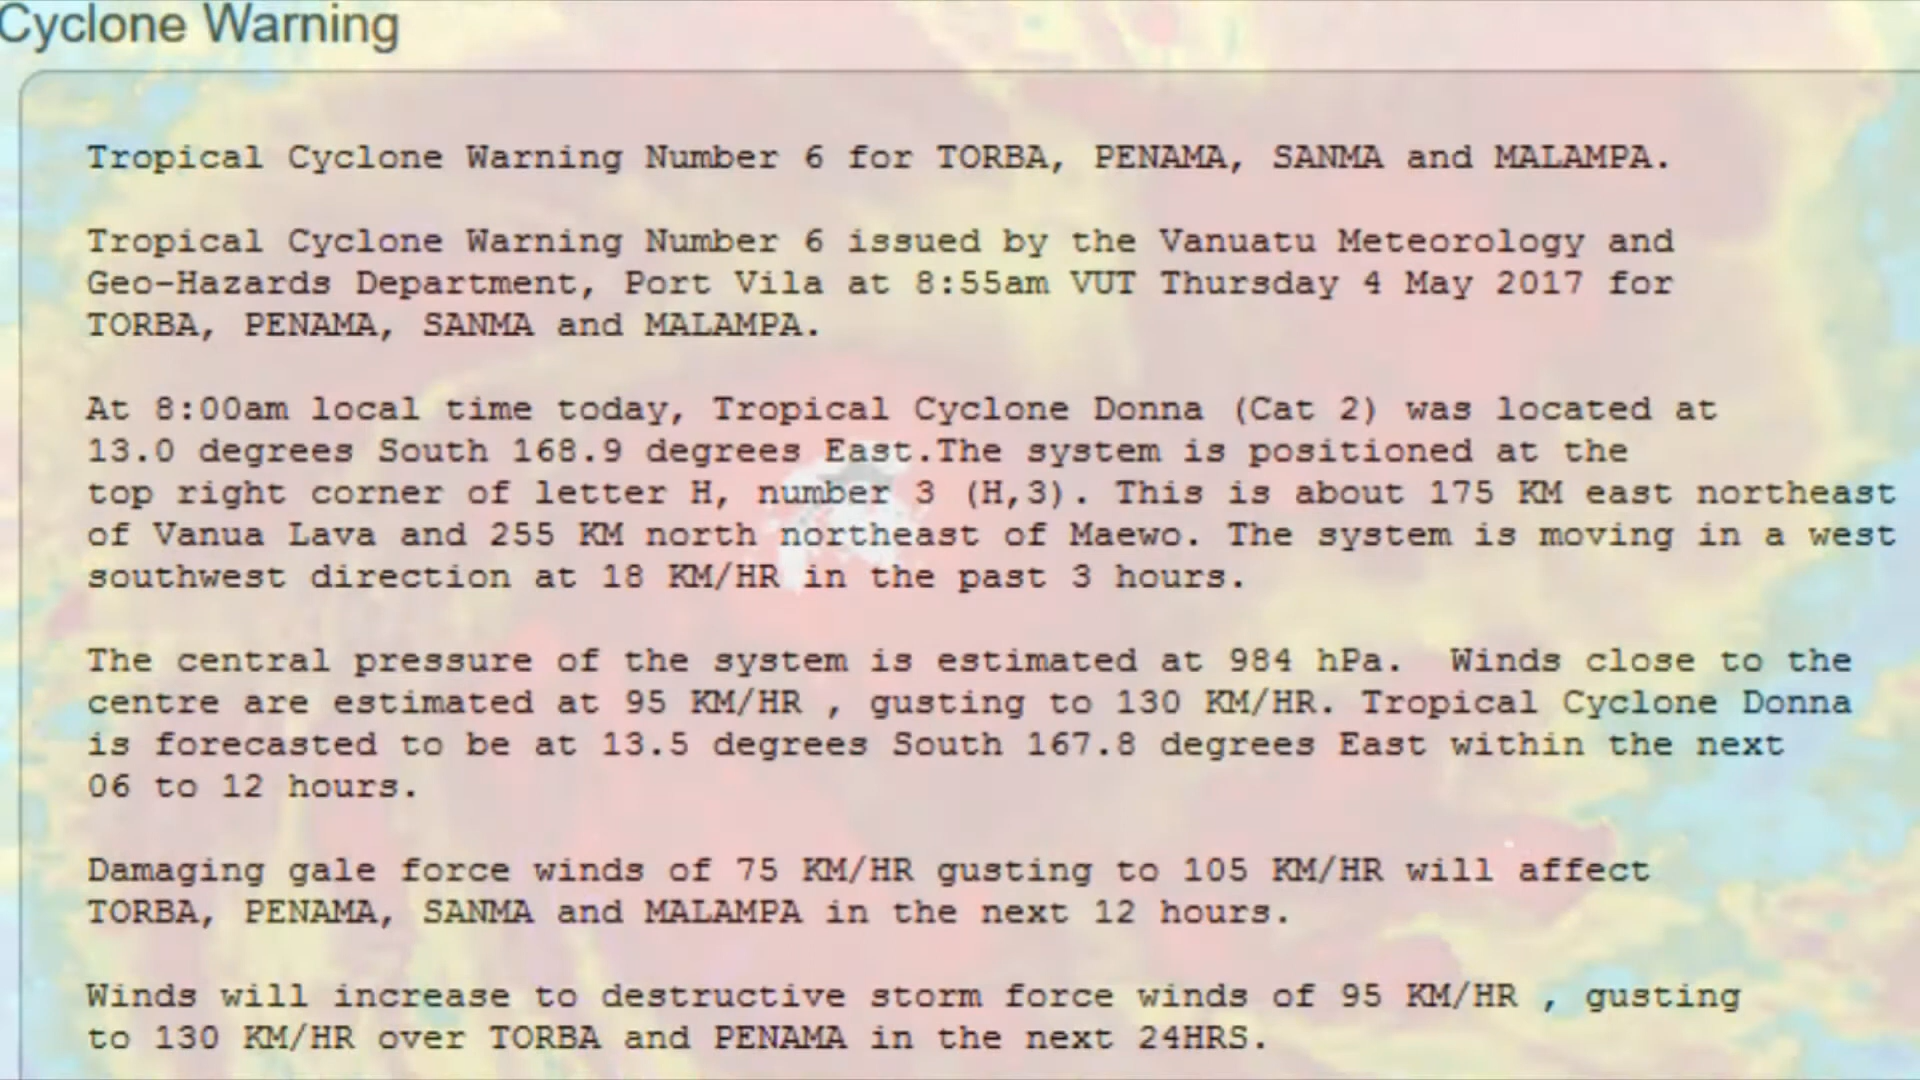 Cyclone Warning
Tropical Cyclone Warning Number 6 for TORBA, PENAMA, SANMA and MALAMPA.
Tropical Cyclone Warning Number 6 issued by the Vanuatu Meteorology and
Geo-Hazards Department, Port Vila at 8:55am VUT Thursday 4 May 2017 for
TORBA, PENAMA, SANMA and MALAMPA.
At 8:00am local time today, Tropical Cyclone Donna (Cat 2) was located at
13.0 degrees South 168.9 degrees East.The system is positioned at the
top right corner of letter H, number 3 (H,3). This is about 175 KM east northeast
of Vanua Lava and 255 KM north northeast of Maewo. The system is moving in a west
southwest direction at 18 KM/HR in the past 3 hours.
The central pressure of the system is estimated at 984 hPa.  Winds close to the
centre are estimated at 95 KM/HR , gusting to 130 KM/HR. Tropical Cyclone Donna
is forecasted to be at 13.5 degrees South 167.8 degrees East within the next
06 to 12 hours.
Damaging gale force winds of 75 KM/HR gusting to 105 KM/HR will affect
TORBA, PENAMA, SANMA and MALAMPA in the next 12 hours.
Winds will increase to destructive storm force winds of 95 KM/HR , gusting
to 130 KM/HR over TORBA and PENAMA in the next 24HRS.